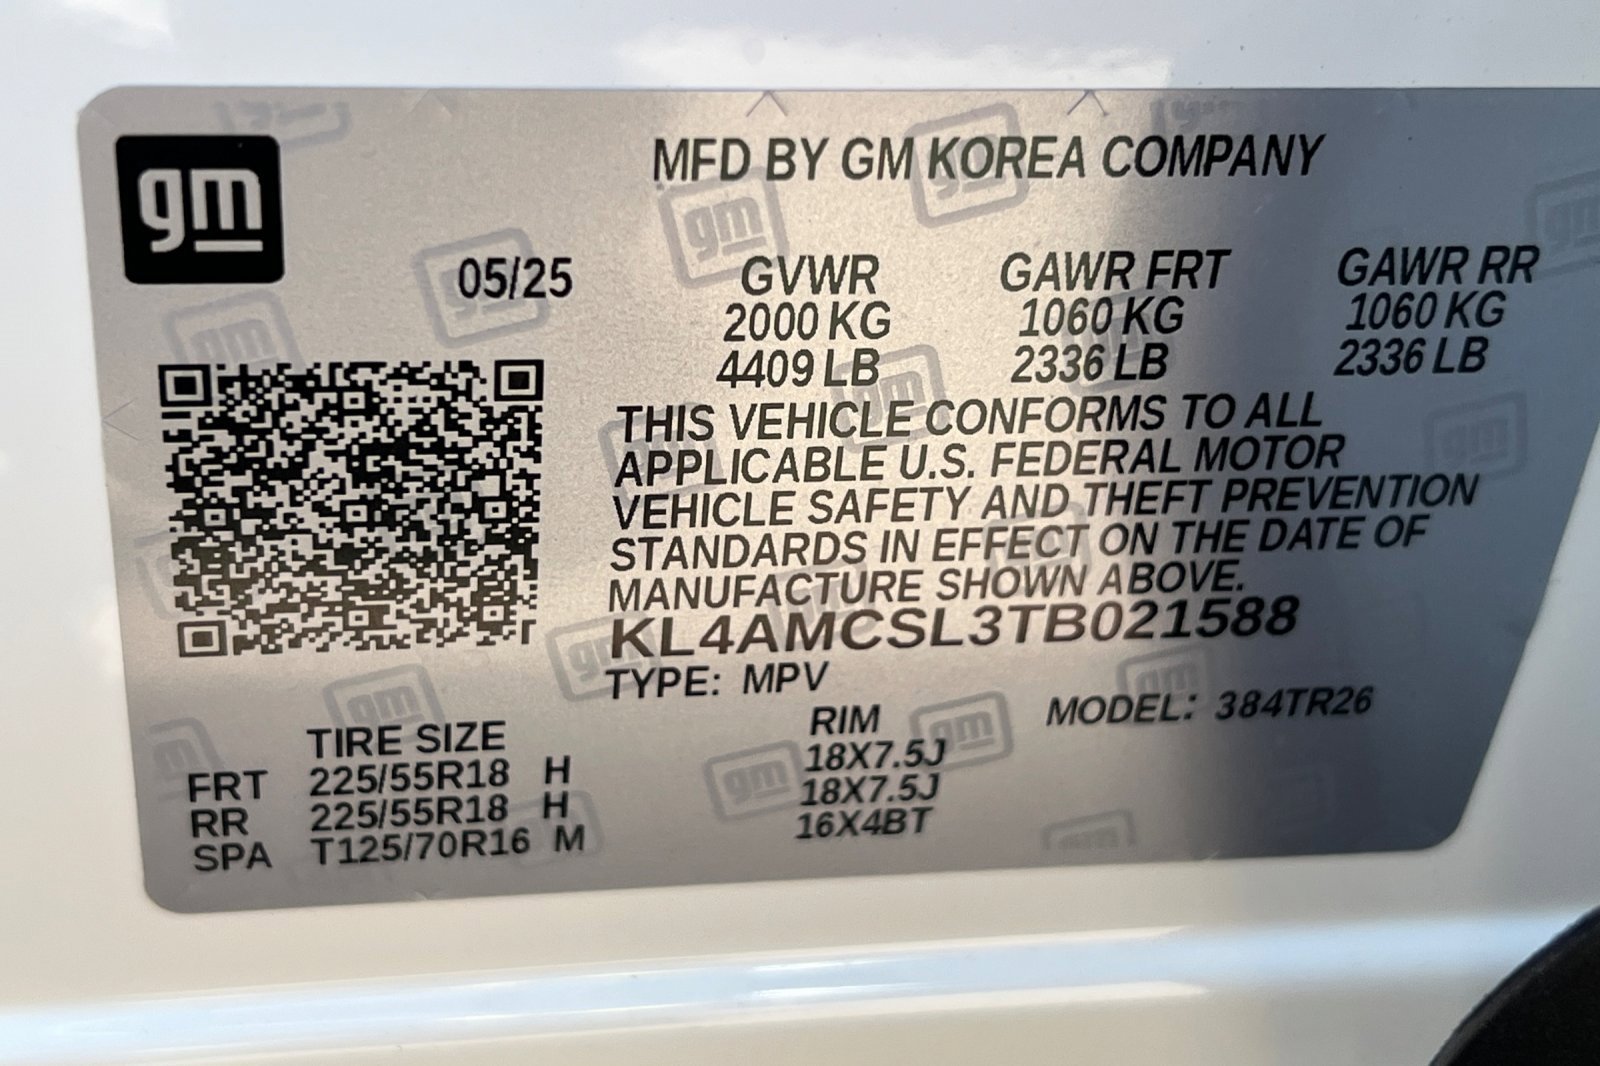 gm
MFD BY GM KOREA COMPANY
05/25
GVWR GAWR FRT GAWR RR
2000 KG 1060 KG 1060 KG
4409 LB 2336 LB 2336 LB
THIS VEHICLE CONFORMS TO ALL
APPLICABLE U.S. FEDERAL MOTOR
VEHICLE SAFETY AND THEFT PREVENTION
STANDARDS IN EFFECT ON THE DATE OF
MANUFACTURE SHOWN ABOVE.
KL4AMCSL3TB021588
TYPE: MPV
MODEL: 384TR26
TIRE SIZE RIM
FRT 225/55R18 H 18X7.5J
RR 225/55R18 H 18X7.5J
SPA T125/70R16 M 16X4BT